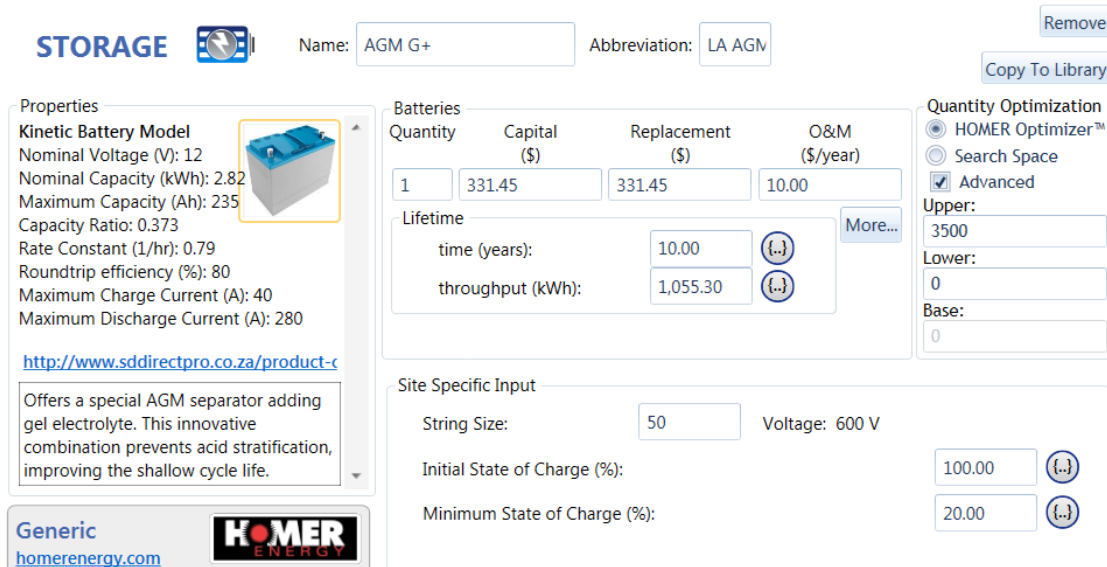 Remove
STORAGE
Name: AGM G+
Abbreviation: LA AGM
Copy To Library
Properties
Kinetic Battery Model
Nominal Voltage (V): 12
Nominal Capacity (kWh): 2.82
Maximum Capacity (Ah): 235
Capacity Ratio: 0.373
Rate Constant (1/hr): 0.79
Roundtrip efficiency (%): 80
Maximum Charge Current (A): 40
Maximum Discharge Current (A): 280
http://www.sddirectpro.co.za/product-c
Offers a special AGM separator adding
gel electrolyte. This innovative
combination prevents acid stratification,
improving the shallow cycle life.
Generic
homerenergy.com
HOMER
ENERGY
Batteries
Quantity Capital Replacement O&M
($) ($) ($/year)
1 331.45 331.45 10.00
Lifetime
More...
time (years): 10.00 {..}
throughput (kWh): 1,055.30 {..}
Quantity Optimization
HOMER Optimizer™
Search Space
Advanced
Upper:
3500
Lower:
0
Base:
0
Site Specific Input
String Size: 50 Voltage: 600 V
Initial State of Charge (%): 100.00 {..}
Minimum State of Charge (%): 20.00 {..}